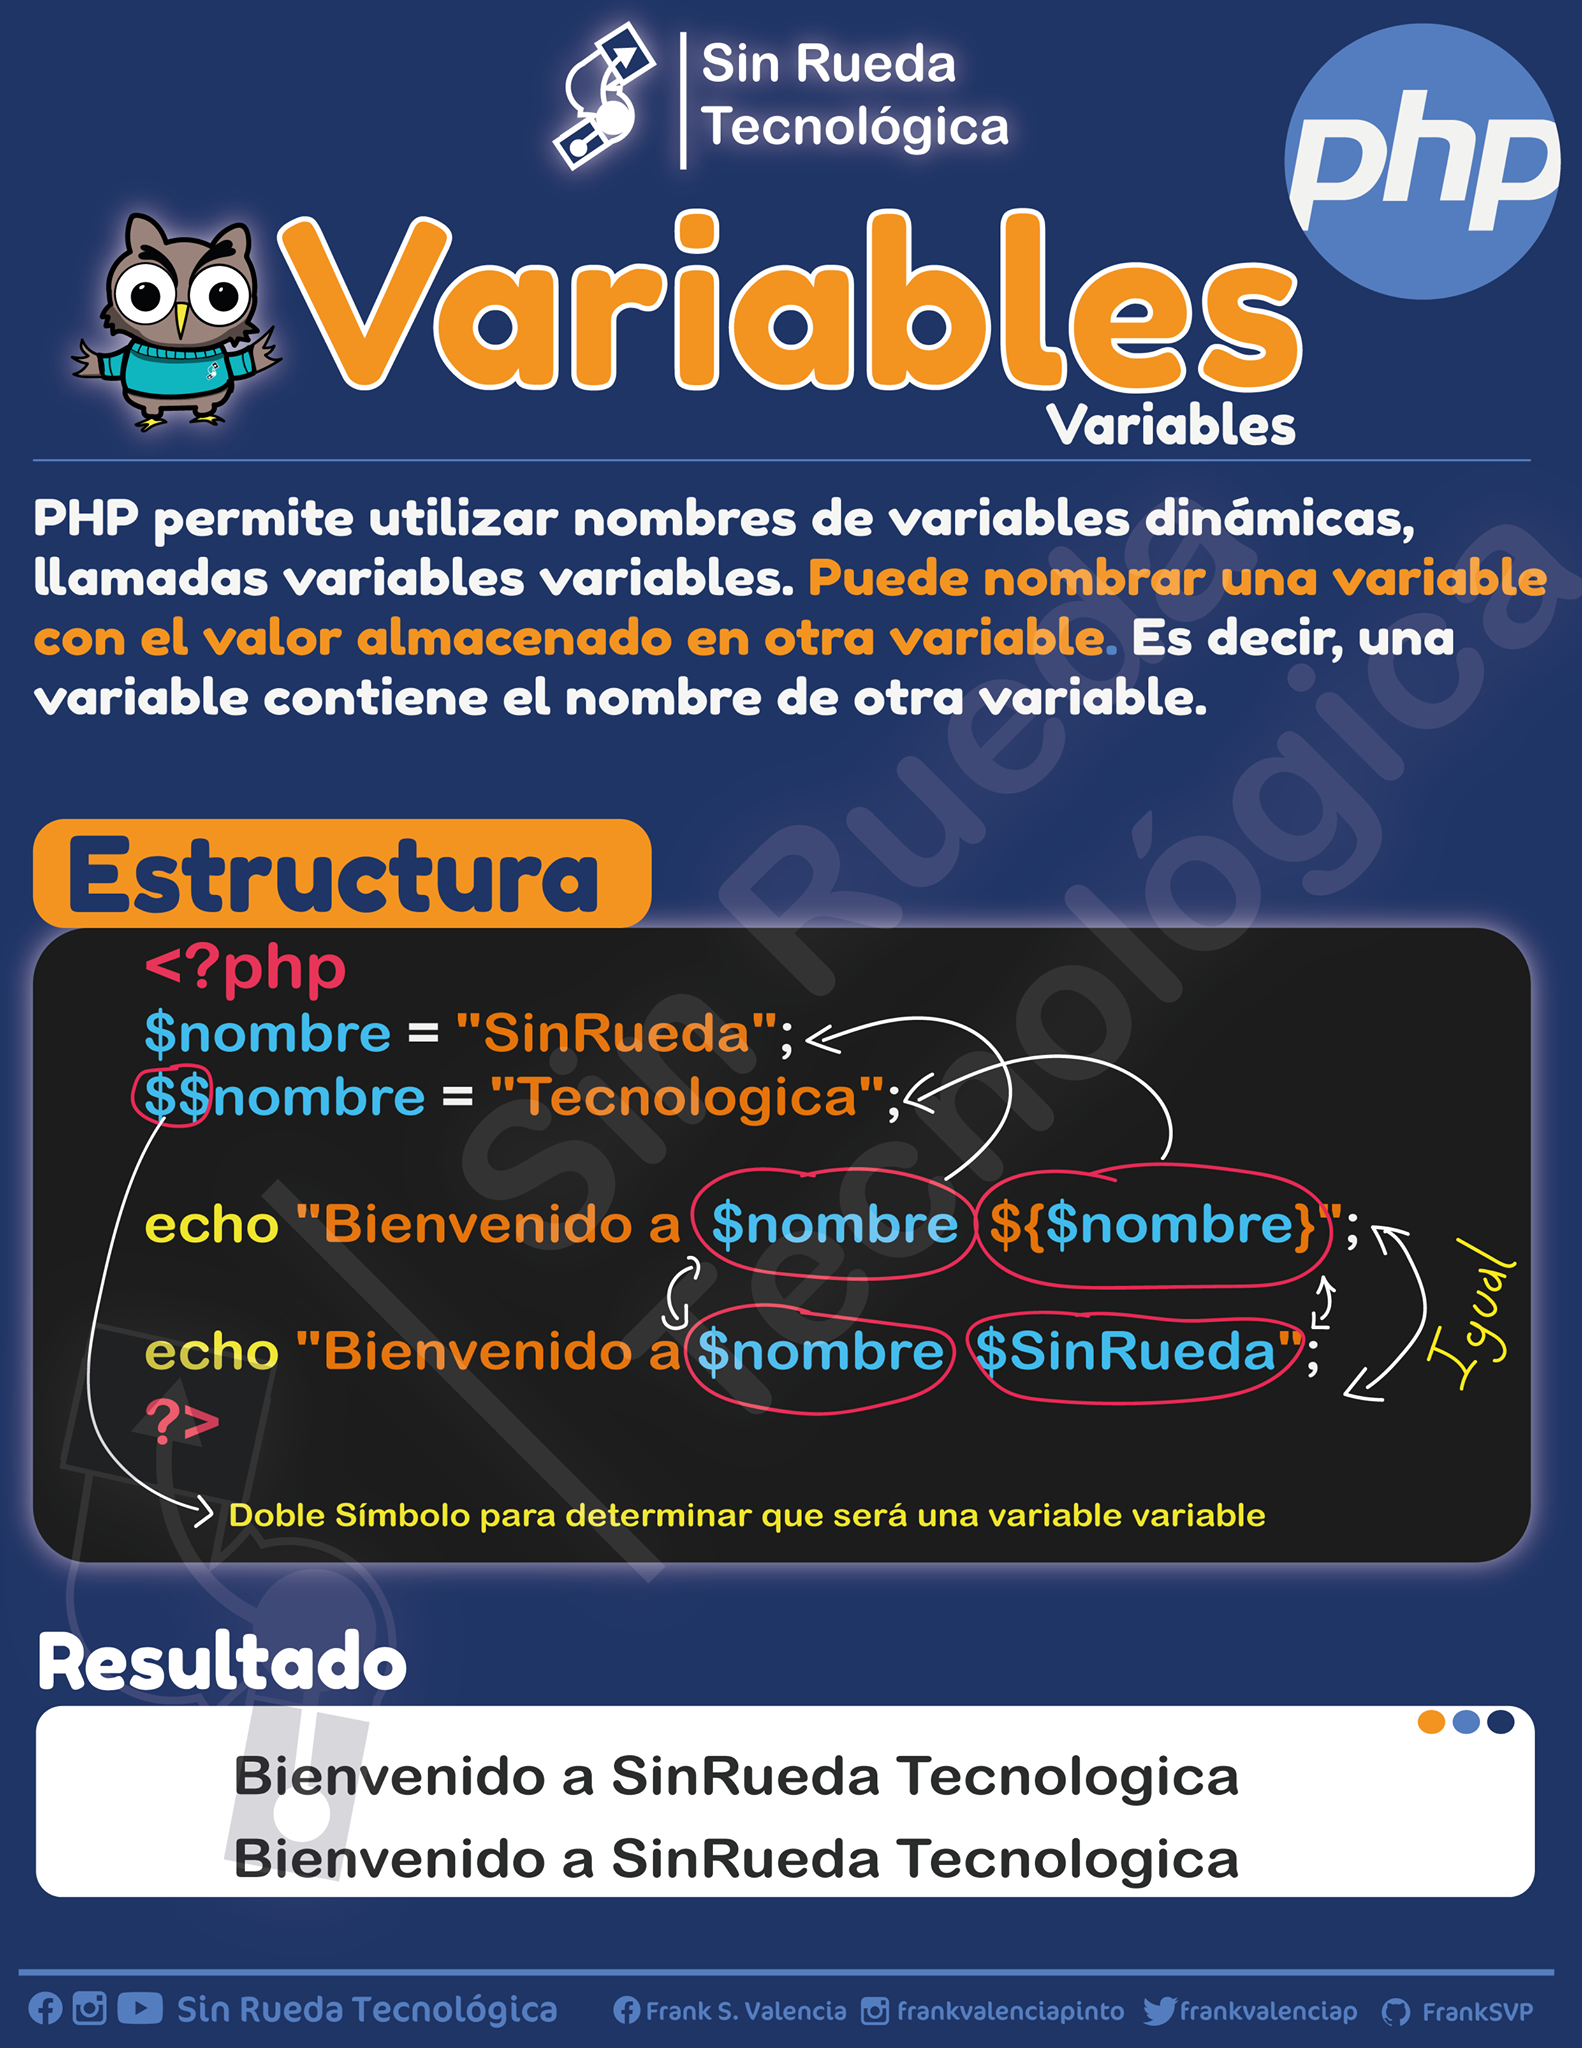 Sin Rueda
Tecnológica
php
Variables
Variables
PHP permite utilizar nombres de variables dinámicas,
llamadas variables variables. Puede nombrar una variable
con el valor almacenado en otra variable. Es decir, una
variable contiene el nombre de otra variable.
Estructura
<?php
$nombre = "SinRueda";
$$nombre = "Tecnologica";
echo "Bienvenido a $nombre ${$nombre}";
echo "Bienvenido a $nombre $SinRueda";
Igual
?>
Doble Símbolo para determinar que será una variable variable
Sin Rueda
Tecnológica
Resultado
Bienvenido a SinRueda Tecnologica
Bienvenido a SinRueda Tecnologica
Sin Rueda Tecnológica Frank S. Valencia frankvalenciapinto frankvalenciap FrankSVP